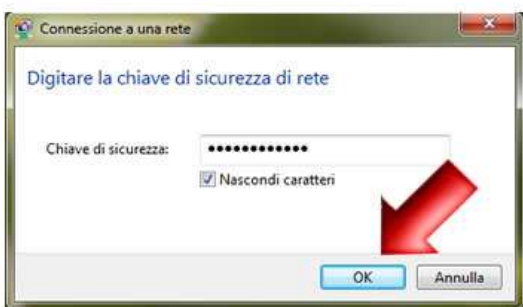 Connessione a una rete
Digitare la chiave di sicurezza di rete
Chiave di sicurezza: ••••••••••••
Nascondi caratteri
OK Annulla